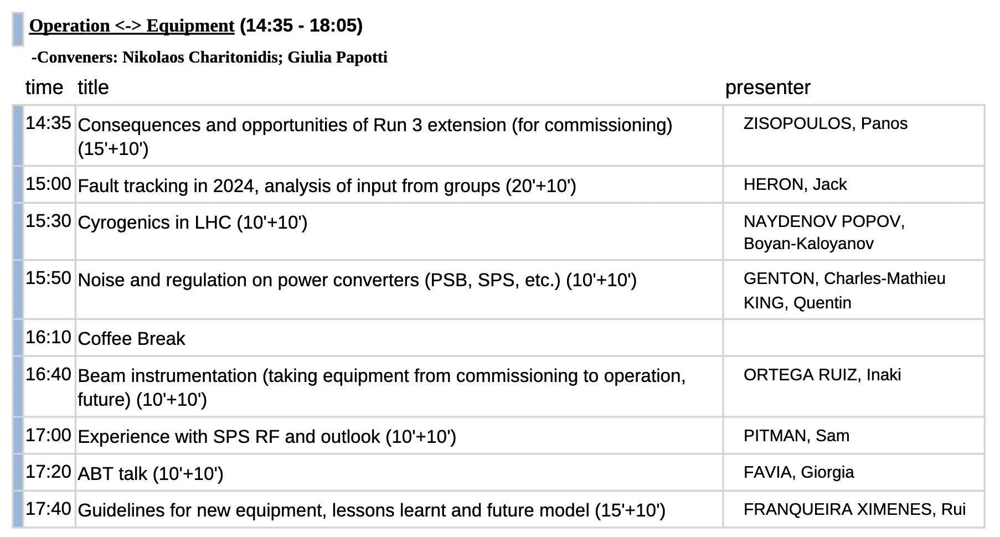 Operation <-> Equipment (14:35 - 18:05)
-Conveners: Nikolaos Charitonidis; Giulia Papotti
time title presenter
14:35 Consequences and opportunities of Run 3 extension (for commissioning) ZISOPOULOS, Panos
(15'+10')
15:00 Fault tracking in 2024, analysis of input from groups (20'+10') HERON, Jack
15:30 Cyrogenics in LHC (10'+10') NAYDENOV POPOV,
Boyan-Kaloyanov
15:50 Noise and regulation on power converters (PSB, SPS, etc.) (10'+10') GENTON, Charles-Mathieu
KING, Quentin
16:10 Coffee Break
16:40 Beam instrumentation (taking equipment from commissioning to operation, ORTEGA RUIZ, Inaki
future) (10'+10')
17:00 Experience with SPS RF and outlook (10'+10') PITMAN, Sam
17:20 ABT talk (10'+10') FAVIA, Giorgia
17:40 Guidelines for new equipment, lessons learnt and future model (15'+10') FRANQUEIRA XIMENES, Rui